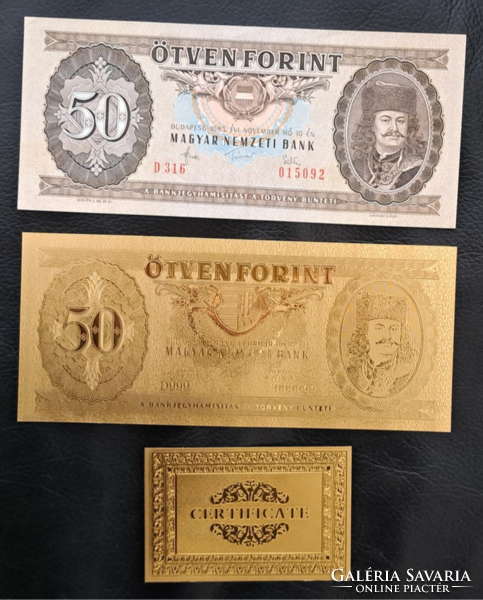 ÖTVEN FORINT
50
BUDAPEST, 1983. ÉVI NOVEMBER HÓ 10-ÉN
MAGYAR NEMZETI BANK
D 316 015092
A BANKJEGYHAMISÍTÁST A TÖRVÉNY BÜNTETI
ÖTVEN FORINT
50
MAGYAR NEMZETI BANK
D999
A BANKJEGYHAMISÍTÁST A TÖRVÉNY BÜNTETI
CERTIFICATE
GALÉRIA SAVARIA
ONLINE PIACTÉR